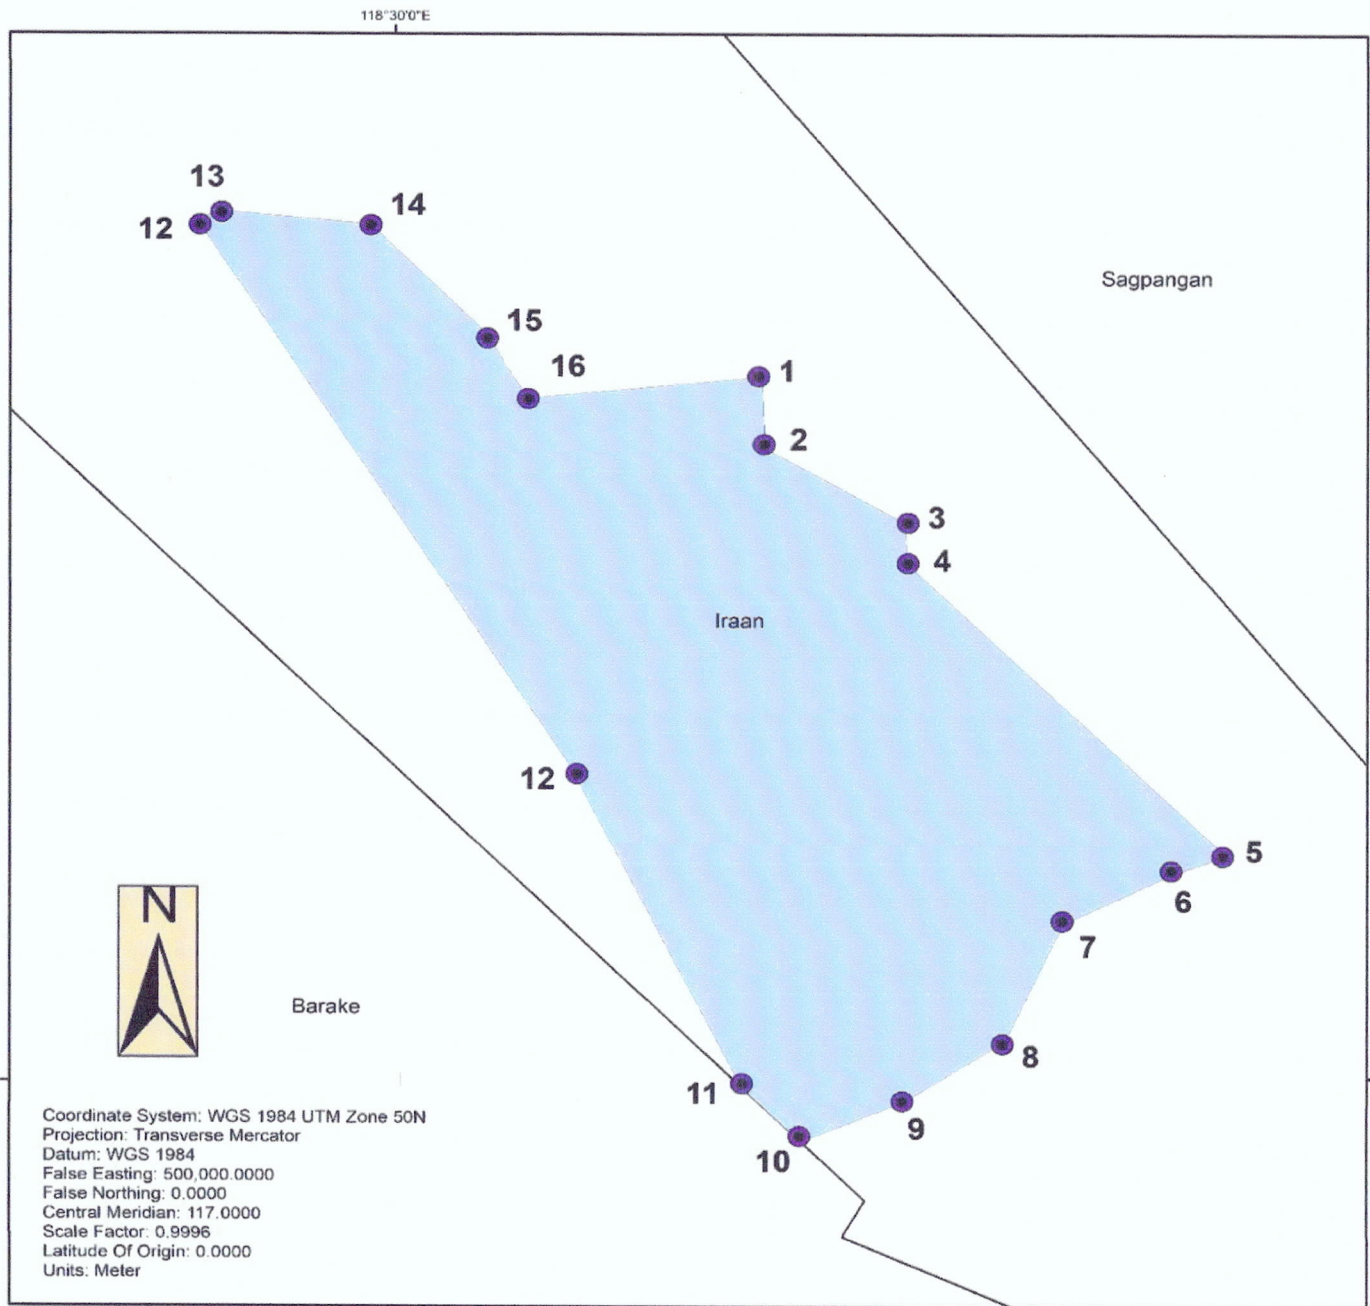 118°30'0"E
13
14
12
Sagpangan
15
16
1
2
3
4
Iraan
12
5
6
7
N
Barake
8
11
9
10
Coordinate System: WGS 1984 UTM Zone 50N
Projection: Transverse Mercator
Datum: WGS 1984
False Easting: 500,000.0000
False Northing: 0.0000
Central Meridian: 117.0000
Scale Factor: 0.9996
Latitude Of Origin: 0.0000
Units: Meter